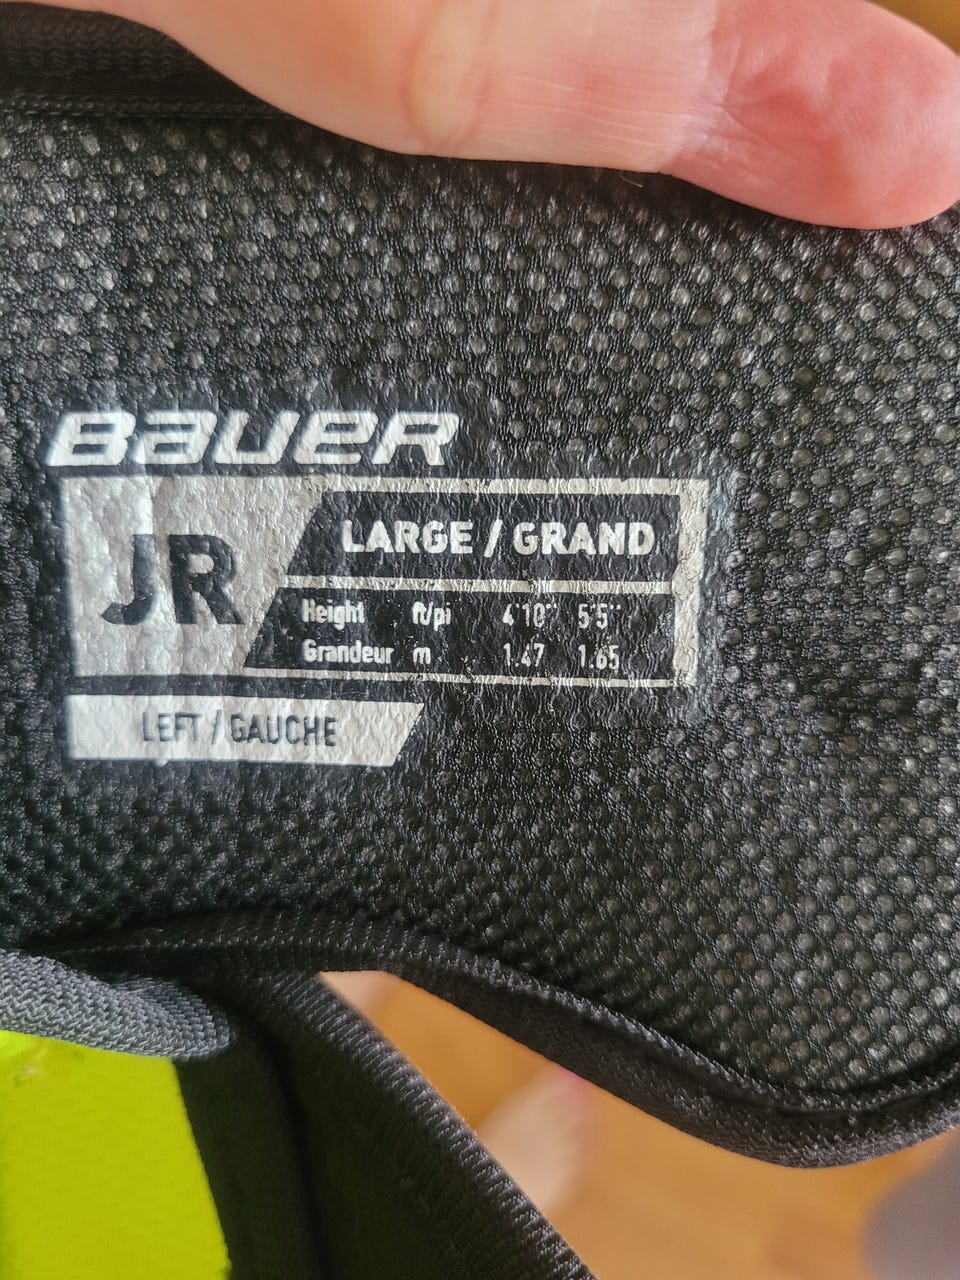 BAUER
JR
LARGE / GRAND
Height ft/pi 4'10'' 5'5''
Grandeur m 1.47 1.65
LEFT / GAUCHE